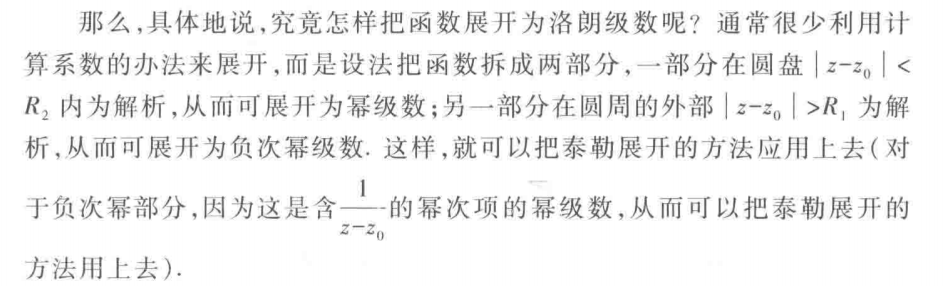 那么,具体地说,究竟怎样把函数展开为洛朗级数呢?通常很少利用计
算系数的办法来展开,而是设法把函数拆成两部分,一部分在圆盘|z-z₀|<
R₂内为解析,从而可展开为幂级数;另一部分在圆周的外部|z-z₀|>R₁为解
析,从而可展开为负次幂级数. 这样,就可以把泰勒展开的方法应用上去(对
于负次幂部分,因为这是含1/(z-z₀)的幂次项的幂级数,从而可以把泰勒展开的
方法用上去).